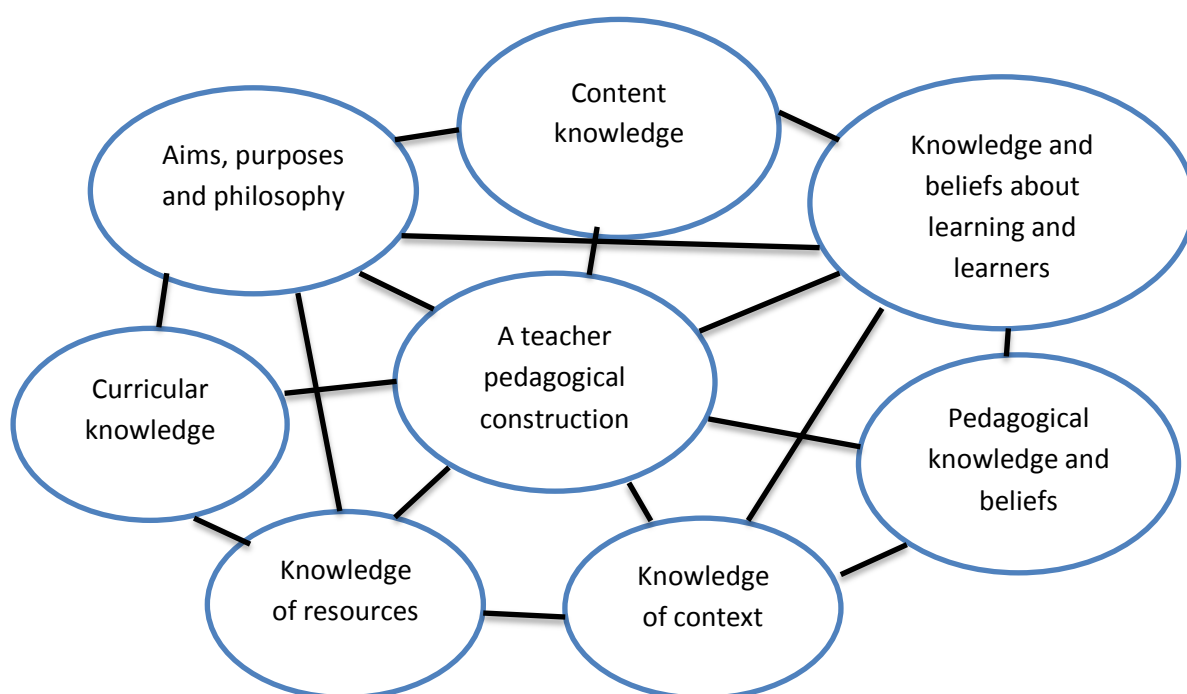 Content
knowledge
Aims, purposes
and philosophy
Knowledge and
beliefs about
learning and
learners
A teacher
pedagogical
construction
Curricular
knowledge
Pedagogical
knowledge and
beliefs
Knowledge
of resources
Knowledge
of context